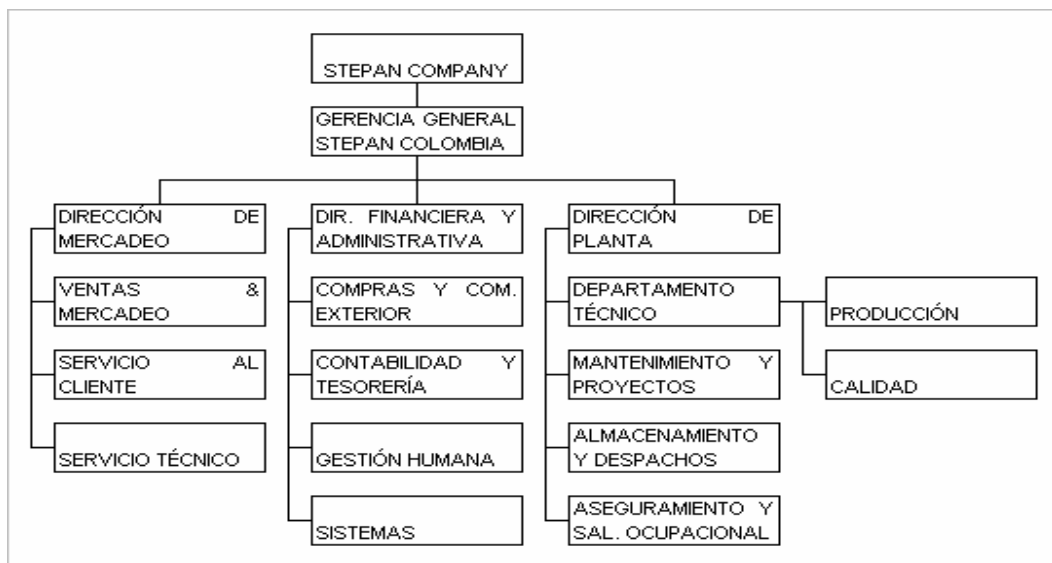 STEPAN COMPANY
GERENCIA GENERAL
STEPAN COLOMBIA
DIRECCIÓN DE
MERCADEO
DIR. FINANCIERA Y
ADMINISTRATIVA
DIRECCIÓN DE
PLANTA
VENTAS &
MERCADEO
COMPRAS Y COM.
EXTERIOR
DEPARTAMENTO
TÉCNICO
PRODUCCIÓN
SERVICIO AL
CLIENTE
CONTABILIDAD Y
TESORERÍA
MANTENIMIENTO Y
PROYECTOS
CALIDAD
SERVICIO TÉCNICO
GESTIÓN HUMANA
ALMACENAMIENTO
Y DESPACHOS
SISTEMAS
ASEGURAMIENTO Y
SAL. OCUPACIONAL